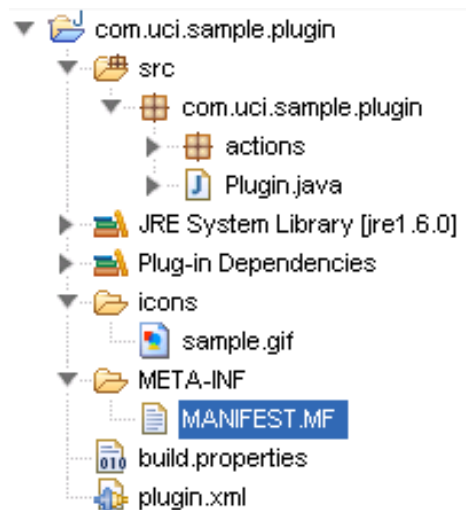 com.uci.sample.plugin
src
com.uci.sample.plugin
actions
Plugin.java
JRE System Library [jre1.6.0]
Plug-in Dependencies
icons
sample.gif
META-INF
MANIFEST.MF
build.properties
plugin.xml